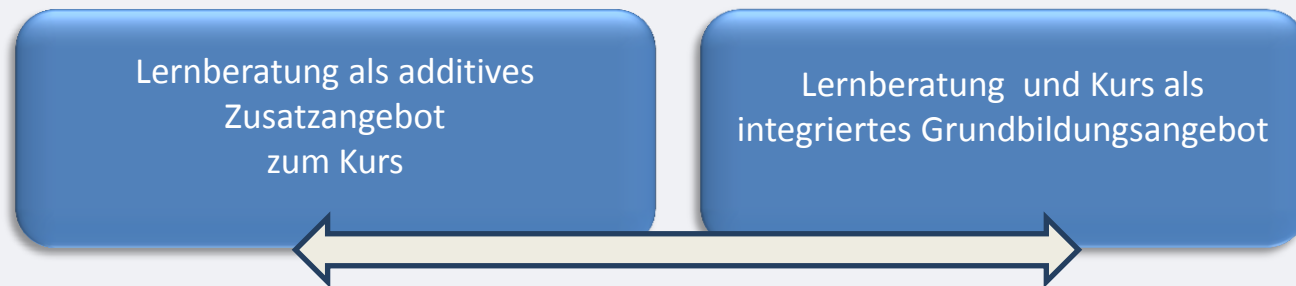 Lernberatung als additives
Zusatzangebot
zum Kurs
Lernberatung und Kurs als
integriertes Grundbildungsangebot